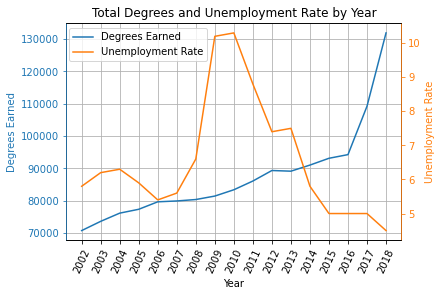 Total Degrees and Unemployment Rate by Year
Degrees Earned
Unemployment Rate
130000
120000
110000
100000
90000
80000
70000
Degrees Earned
10
9
8
7
6
5
Unemployment Rate
2002 2003 2004 2005 2006 2007 2008 2009 2010 2011 2012 2013 2014 2015 2016 2017 2018
Year